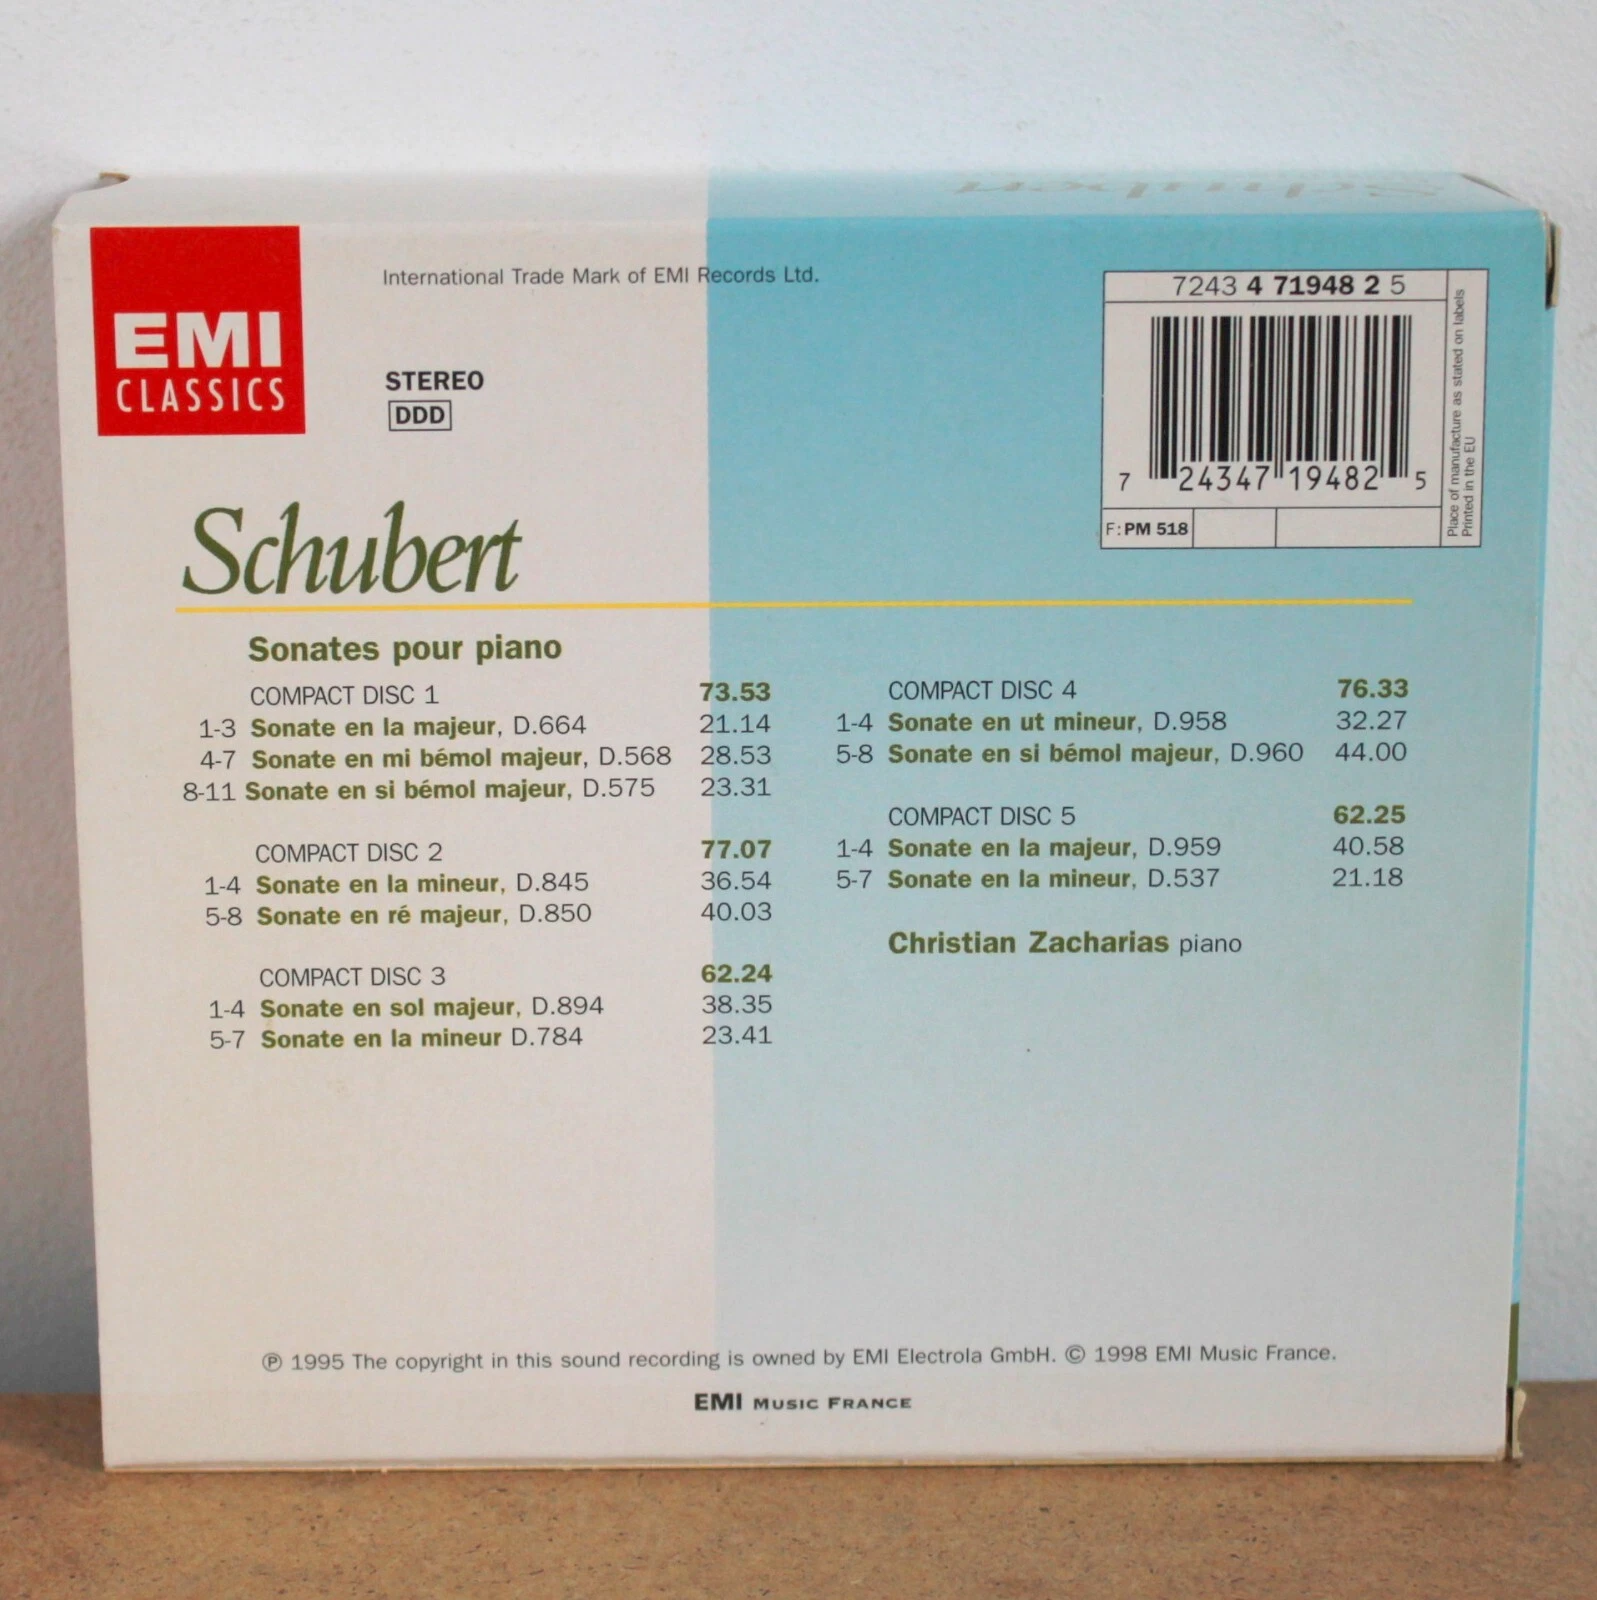 EMI
CLASSICS
International Trade Mark of EMI Records Ltd.
STEREO
DDD
7243 4 71948 2 5
7 24347 19482 5
F: PM 518
Place of manufacture as stated on labels
Printed in the EU
Schubert
Sonates pour piano
COMPACT DISC 1 73.53
1-3 Sonate en la majeur, D.664 21.14
4-7 Sonate en mi bémol majeur, D.568 28.53
8-11 Sonate en si bémol majeur, D.575 23.31
COMPACT DISC 2 77.07
1-4 Sonate en la mineur, D.845 36.54
5-8 Sonate en ré majeur, D.850 40.03
COMPACT DISC 3 62.24
1-4 Sonate en sol majeur, D.894 38.35
5-7 Sonate en la mineur D.784 23.41
COMPACT DISC 4 76.33
1-4 Sonate en ut mineur, D.958 32.27
5-8 Sonate en si bémol majeur, D.960 44.00
COMPACT DISC 5 62.25
1-4 Sonate en la majeur, D.959 40.58
5-7 Sonate en la mineur, D.537 21.18
Christian Zacharias piano
℗ 1995 The copyright in this sound recording is owned by EMI Electrola GmbH. © 1998 EMI Music France.
EMI MUSIC FRANCE